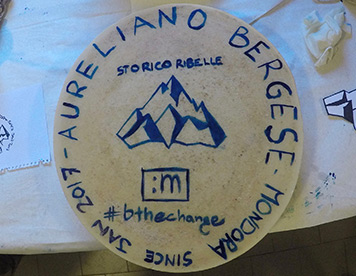 AURELIANO BERGESE - MONDORA
SINCE JAN 2017 -
STORICO RIBELLE
:m
#bthechange